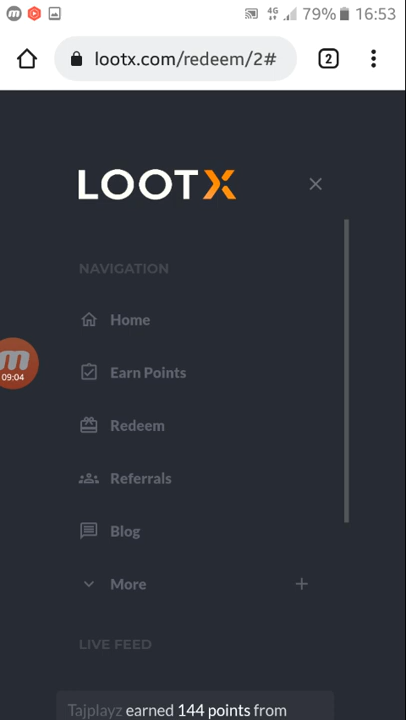 4G 79% 16:53
lootx.com/redeem/2# 2
LOOTX
NAVIGATION
Home
09:04
Earn Points
Redeem
Referrals
Blog
More
LIVE FEED
Tajplayz earned 144 points from